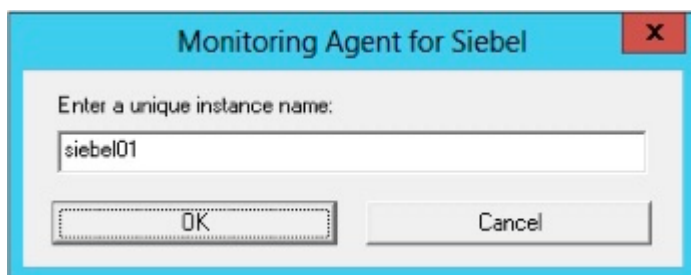 Monitoring Agent for Siebel
x
Enter a unique instance name:
siebel01
OK
Cancel